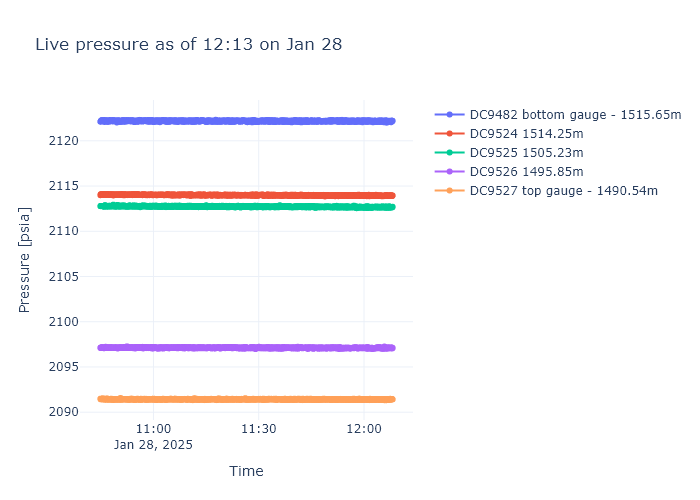 Live pressure as of 12:13 on Jan 28
DC9482 bottom gauge - 1515.65m
DC9524 1514.25m
DC9525 1505.23m
DC9526 1495.85m
DC9527 top gauge - 1490.54m
Pressure [psia]
2120
2115
2110
2105
2100
2095
2090
11:00
11:30
12:00
Jan 28, 2025
Time